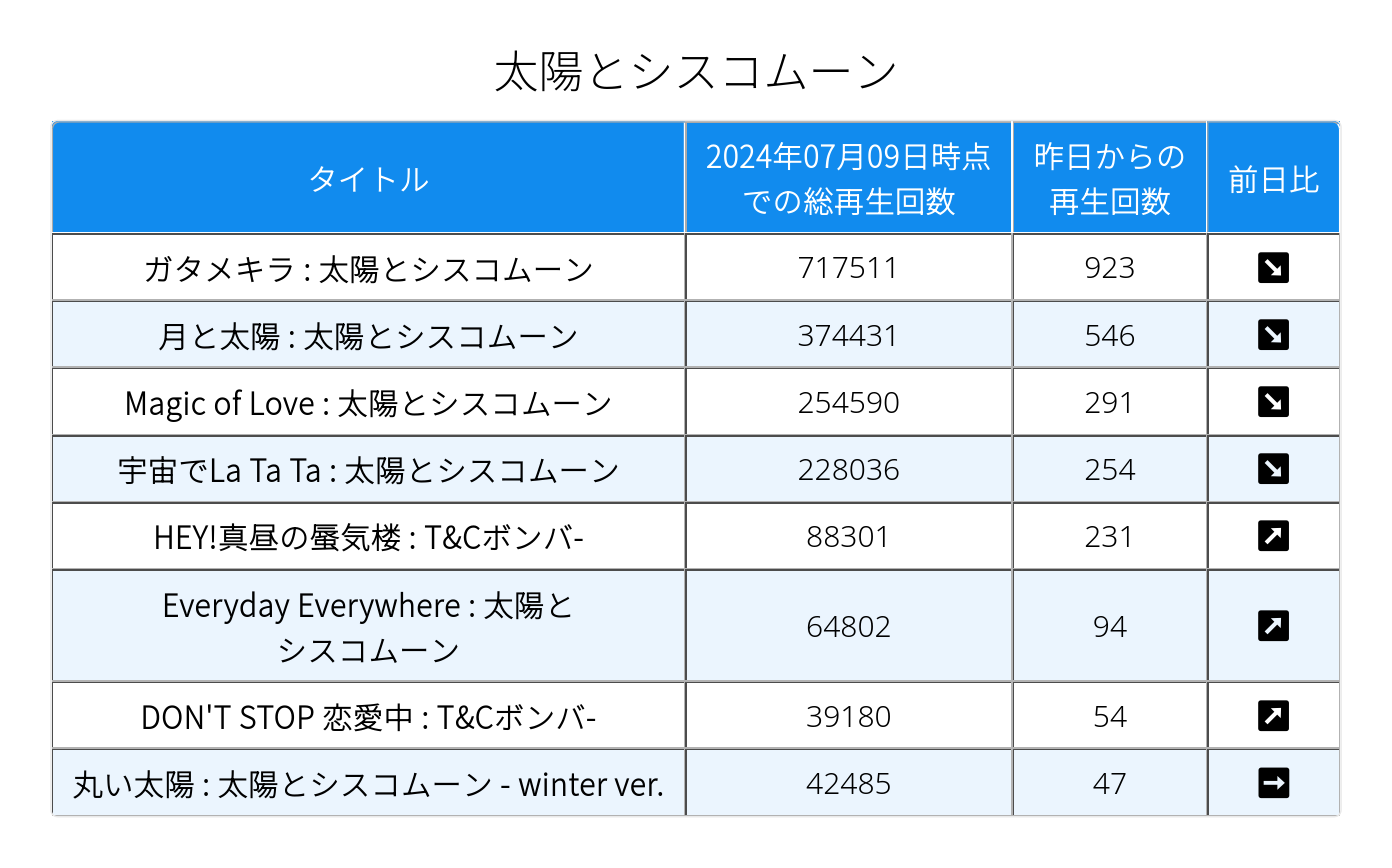 太陽とシスコムーン
タイトル
2024年07月09日時点
での総再生回数
昨日からの
再生回数
前日比
ガタメキラ : 太陽とシスコムーン 717511 923 ↘
月と太陽 : 太陽とシスコムーン 374431 546 ↘
Magic of Love : 太陽とシスコムーン 254590 291 ↘
宇宙でLa Ta Ta : 太陽とシスコムーン 228036 254 ↘
HEY!真昼の蜃気楼 : T&Cボンバ- 88301 231 ↗
Everyday Everywhere : 太陽と
シスコムーン 64802 94 ↗
DON'T STOP 恋愛中 : T&Cボンバ- 39180 54 ↗
丸い太陽 : 太陽とシスコムーン - winter ver. 42485 47 →